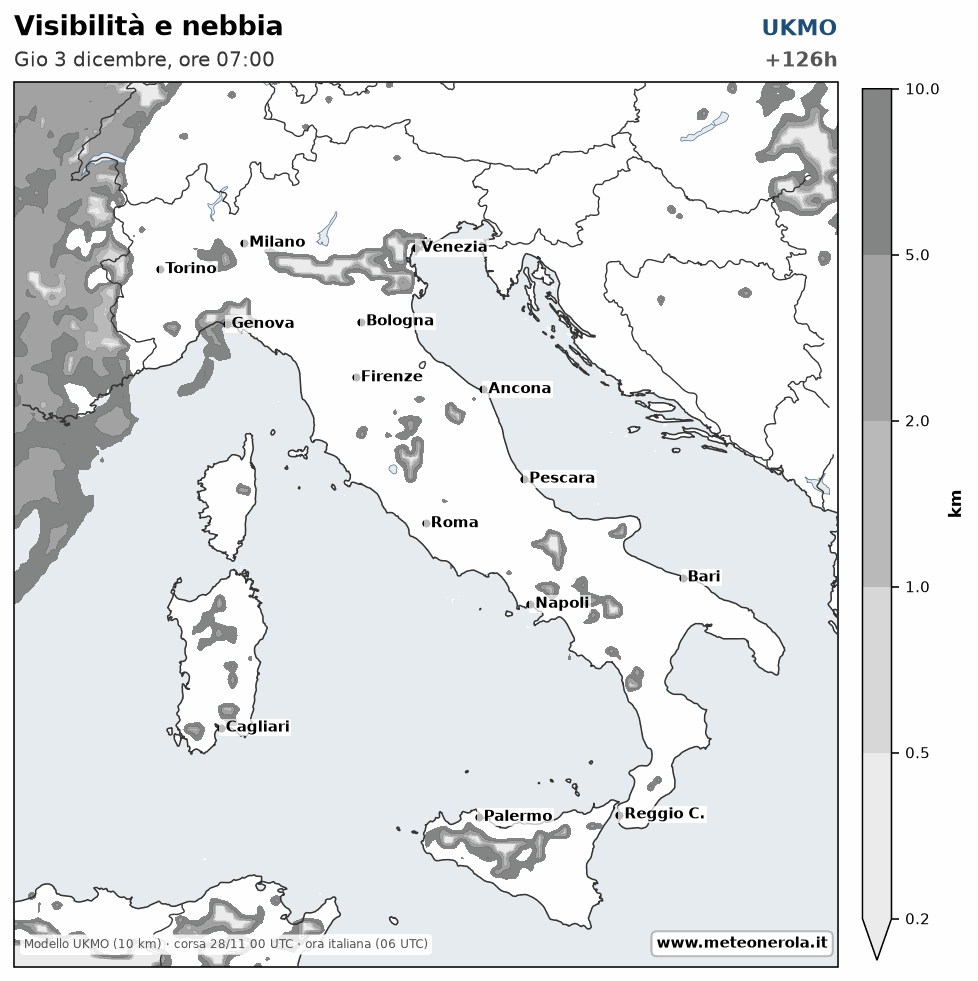 Visibilità e nebbia
UKMO
Gio 3 dicembre, ore 07:00
+126h
10.0
5.0
2.0
1.0
0.5
0.2
km
Milano
Venezia
Torino
Genova
Bologna
Firenze
Ancona
Pescara
Roma
Bari
Napoli
Cagliari
Palermo
Reggio C.
Modello UKMO (10 km) · corsa 28/11 00 UTC · ora italiana (06 UTC)
www.meteonerola.it